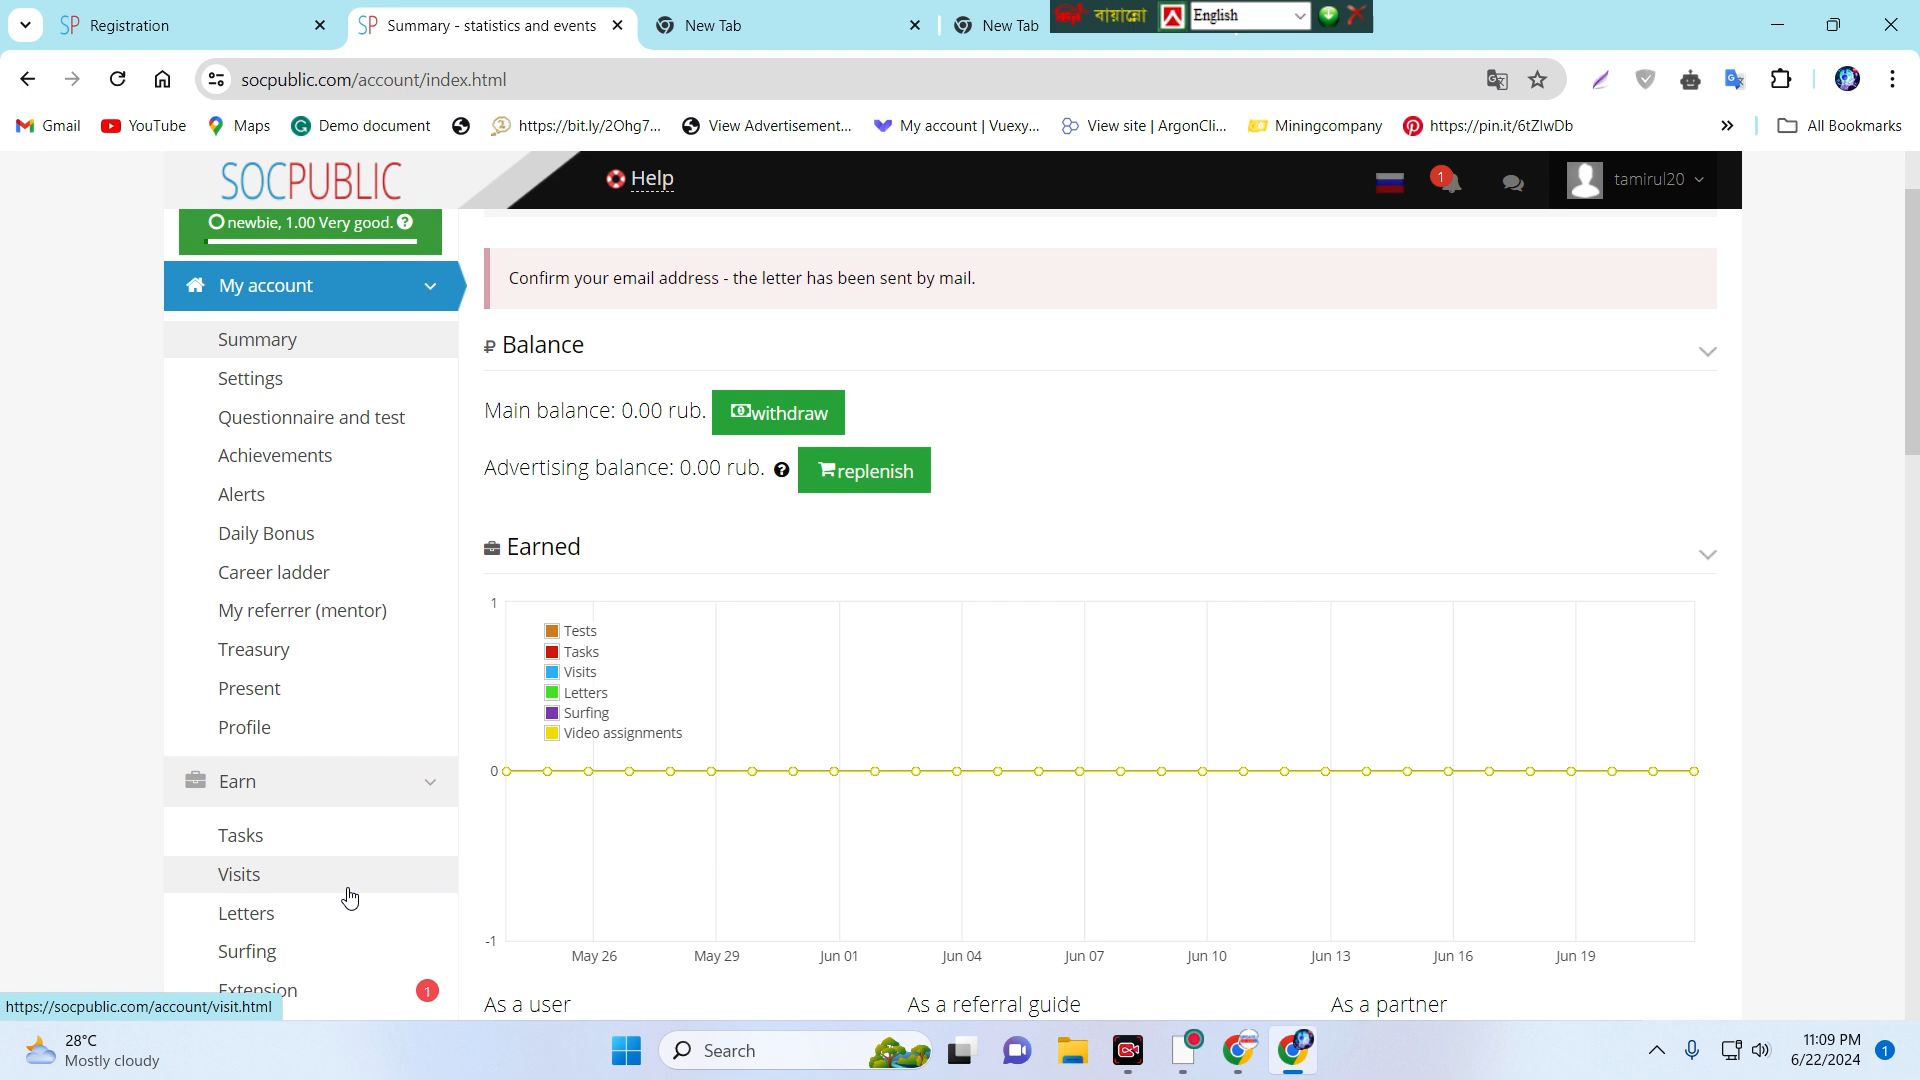 Registration
Summary - statistics and events
New Tab
New Tab
বায়ান্নো
English
socpublic.com/account/index.html
Gmail
YouTube
Maps
Demo document
https://bit.ly/2Ohg7...
View Advertisement...
My account | Vuexy...
View site | ArgonCli...
Miningcompany
https://pin.it/6tZlwDb
All Bookmarks
SOCPUBLIC
Help
1
tamirul20
newbie, 1.00 Very good.
My account
Summary
Settings
Questionnaire and test
Achievements
Alerts
Daily Bonus
Career ladder
My referrer (mentor)
Treasury
Present
Profile
Earn
Tasks
Visits
Letters
Surfing
Extension
1
https://socpublic.com/account/visit.html
Confirm your email address - the letter has been sent by mail.
₽ Balance
Main balance: 0.00 rub.
withdraw
Advertising balance: 0.00 rub.
replenish
Earned
1
0
-1
Tests
Tasks
Visits
Letters
Surfing
Video assignments
May 26
May 29
Jun 01
Jun 04
Jun 07
Jun 10
Jun 13
Jun 16
Jun 19
As a user
As a referral guide
As a partner
28°C
Mostly cloudy
Search
11:09 PM
6/22/2024
1